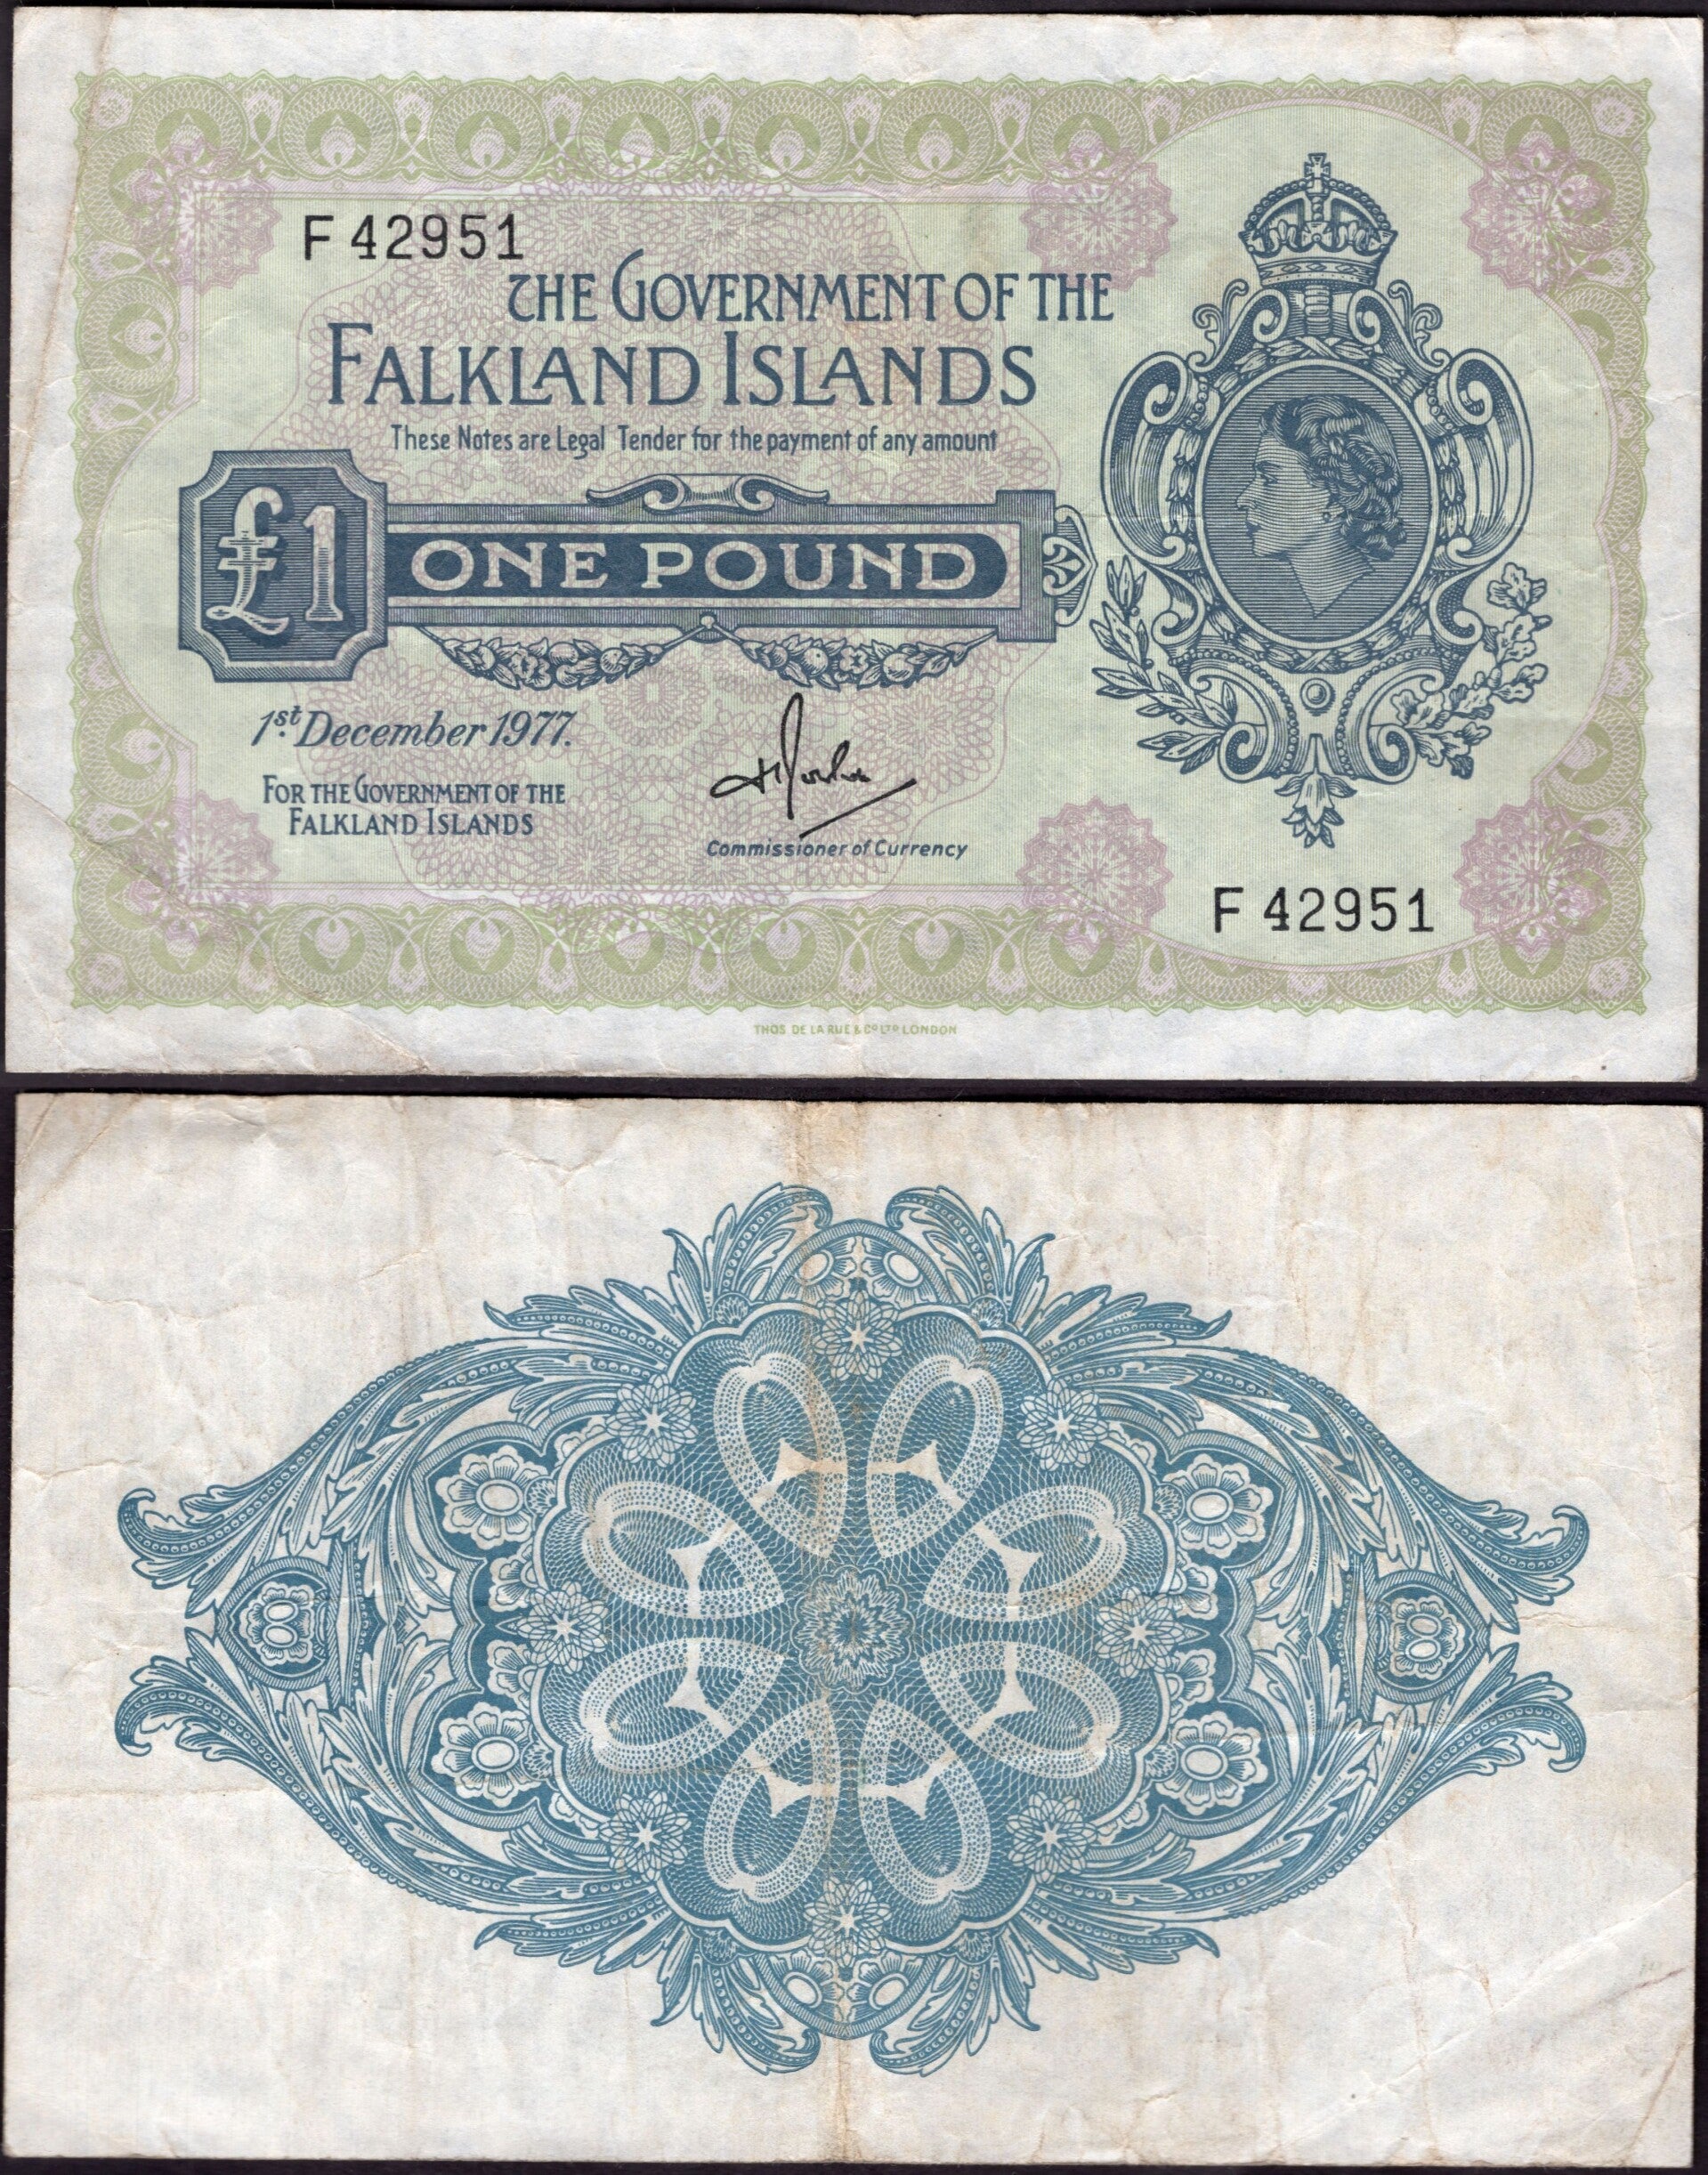 F 42951
THE GOVERNMENT OF THE
FALKLAND ISLANDS
These Notes are Legal Tender for the payment of any amount
£1 ONE POUND
1st December 1977.
FOR THE GOVERNMENT OF THE
FALKLAND ISLANDS
Commissioner of Currency
F 42951
THOS DE LA RUE & CO LTD LONDON